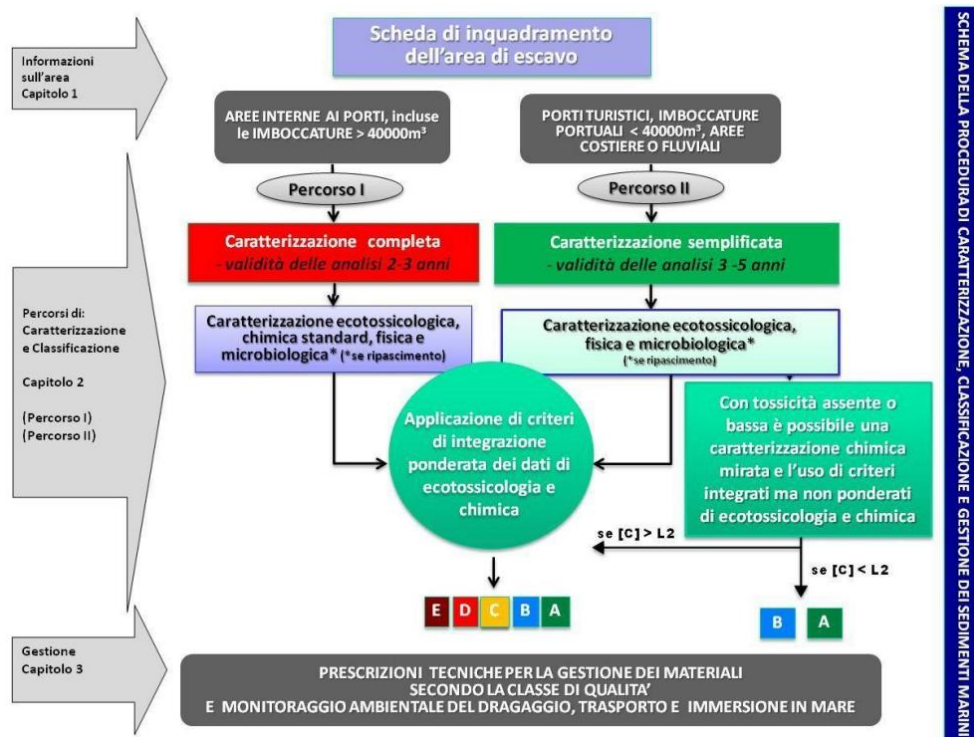 Scheda di inquadramento
dell'area di escavo
Informazioni
sull'area
Capitolo 1
AREE INTERNE AI PORTI, incluse
le IMBOCCATURE > 40000m³
PORTI TURISTICI, IMBOCCATURE
PORTUALI < 40000m³, AREE
COSTIERE O FLUVIALI
Percorso I
Percorso II
Caratterizzazione completa
- validità delle analisi 2-3 anni
Caratterizzazione semplificata
- validità delle analisi 3 -5 anni
Percorsi di:
Caratterizzazione
e Classificazione
Capitolo 2
(Percorso I)
(Percorso II)
Caratterizzazione ecotossicologica,
chimica standard, fisica e
microbiologica* (*se ripascimento)
Caratterizzazione ecotossicologica,
fisica e microbiologica*
(*se ripascimento)
Applicazione di criteri
di integrazione
ponderata dei dati di
ecotossicologia e
chimica
Con tossicità assente o
bassa è possibile una
caratterizzazione chimica
mirata e l'uso di criteri
integrati ma non ponderati
di ecotossicologia e chimica
se [C] > L2
se [C] < L2
E D C B A
B A
Gestione
Capitolo 3
PRESCRIZIONI TECNICHE PER LA GESTIONE DEI MATERIALI
SECONDO LA CLASSE DI QUALITA'
E MONITORAGGIO AMBIENTALE DEL DRAGAGGIO, TRASPORTO E IMMERSIONE IN MARE
SCHEMA DELLA PROCEDURA DI CARATTERIZZAZIONE, CLASSIFICAZIONE E GESTIONE DEI SEDIMENTI MARINI